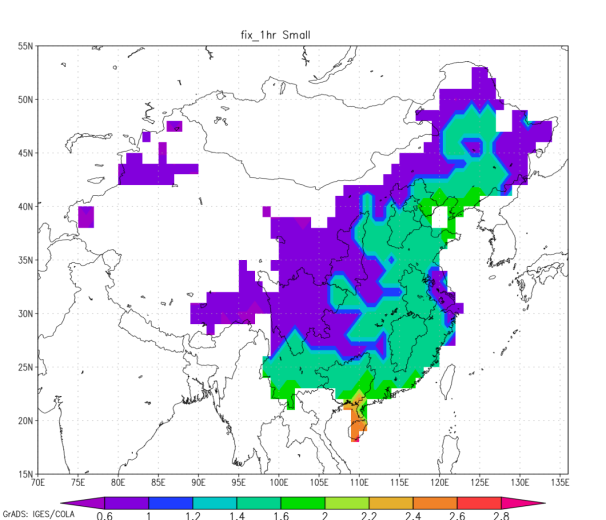 fix_1hr Small
55N
50N
45N
40N
35N
30N
25N
20N
15N
70E 75E 80E 85E 90E 95E 100E 105E 110E 115E 120E 125E 130E 135E
0.6 1 1.2 1.4 1.6 2 2.2 2.4 2.6 2.8
GrADS: IGES/COLA